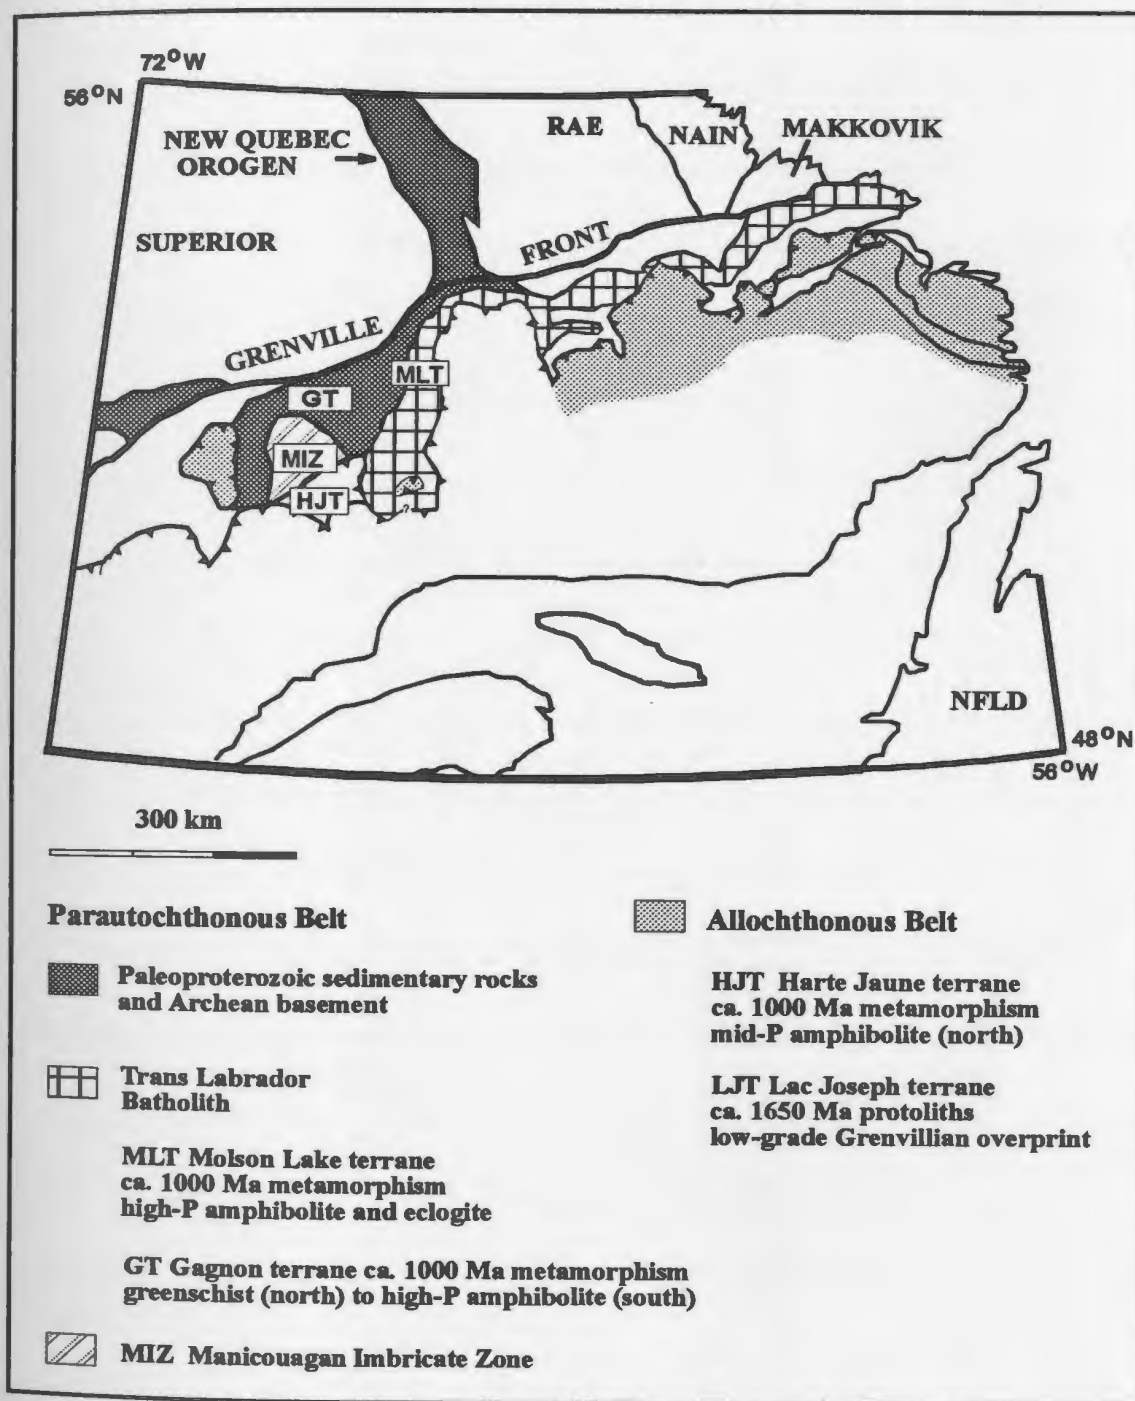 72°W
56°N
NEW QUEBEC
OROGEN
RAE
NAIN
MAKKOVIK
SUPERIOR
FRONT
GRENVILLE
MLT
GT
MIZ
HJT
?
NFLD
48°N
56°W
300 km
Parautochthonous Belt
Paleoproterozoic sedimentary rocks
and Archean basement
Trans Labrador
Batholith
MLT Molson Lake terrane
ca. 1000 Ma metamorphism
high-P amphibolite and eclogite
GT Gagnon terrane ca. 1000 Ma metamorphism
greenschist (north) to high-P amphibolite (south)
MIZ Manicouagan Imbricate Zone
Allochthonous Belt
HJT Harte Jaune terrane
ca. 1000 Ma metamorphism
mid-P amphibolite (north)
LJT Lac Joseph terrane
ca. 1650 Ma protoliths
low-grade Grenvillian overprint